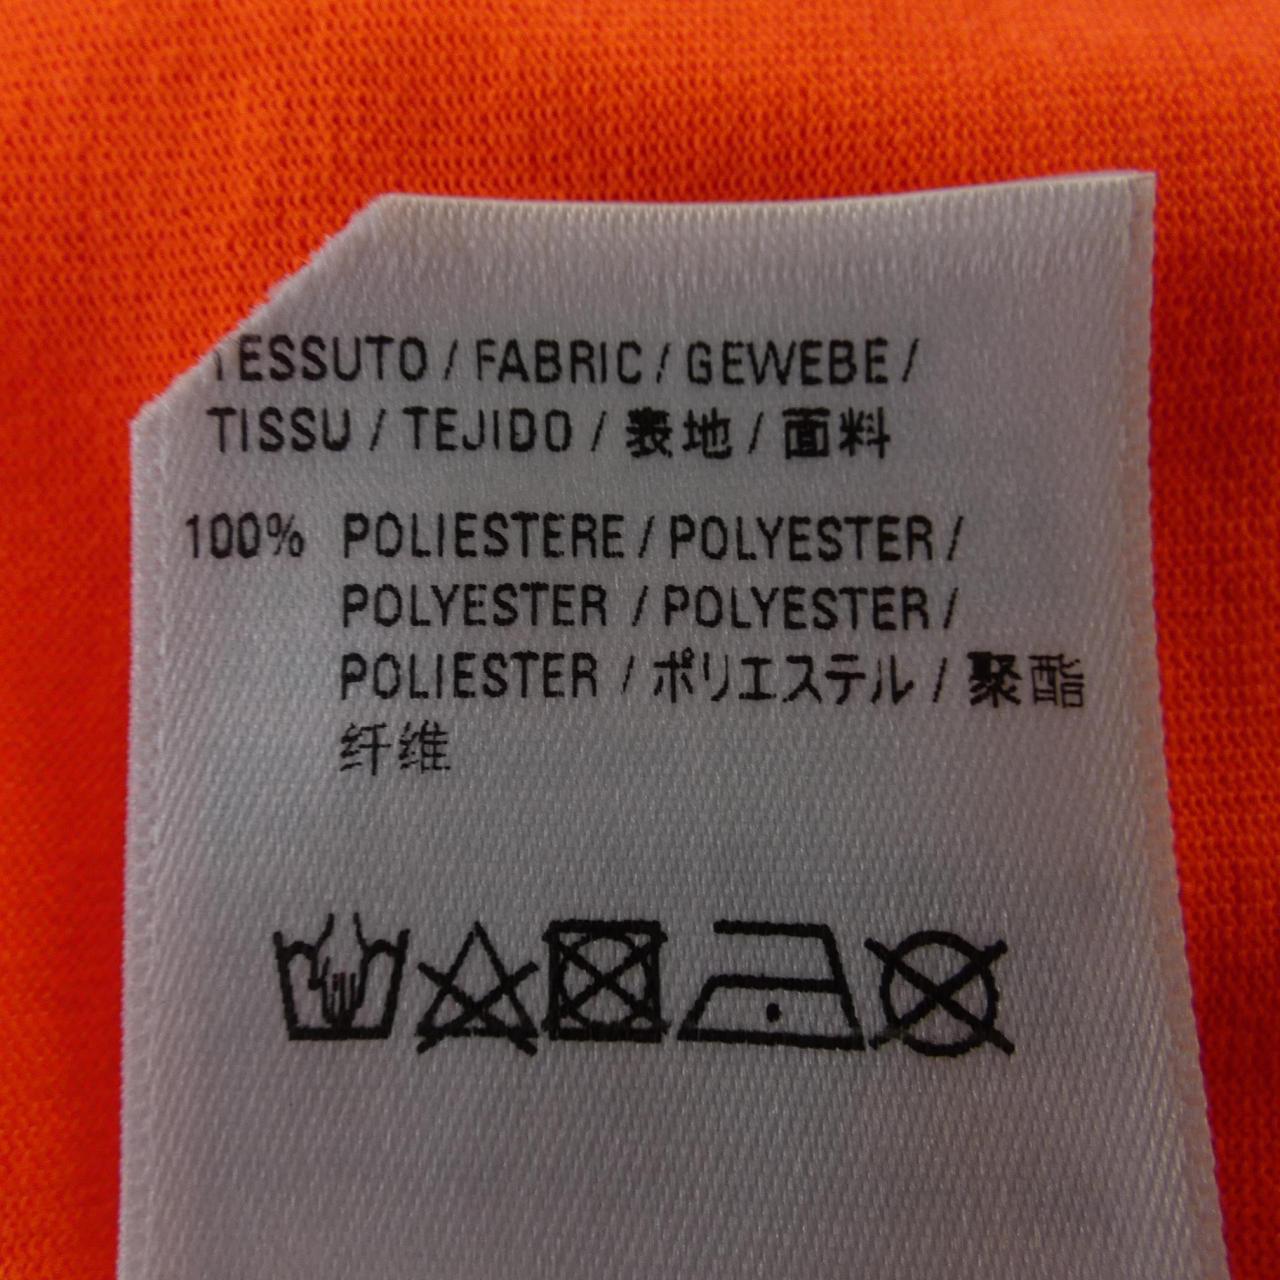 TESSUTO / FABRIC / GEWEBE /
TISSU / TEJIDO / 表地 / 面料
100% POLIESTERE / POLYESTER /
POLYESTER / POLYESTER /
POLIESTER / ポリエステル / 聚酯
纤维